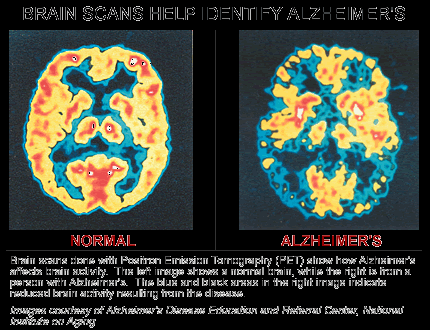 BRAIN SCANS HELP IDENTIFY ALZHEIMER'S
NORMAL
ALZHEIMER'S
Brain scans done with Positron Emission Tomography (PET) show how Alzheimer's
affects brain activity. The left image shows a normal brain, while the right is from a
person with Alzheimer's. The blue and black areas in the right image indicate
reduced brain activity resulting from the disease.
Images courtesy of Alzheimer's Disease Education and Referral Center, National
Institute on Aging